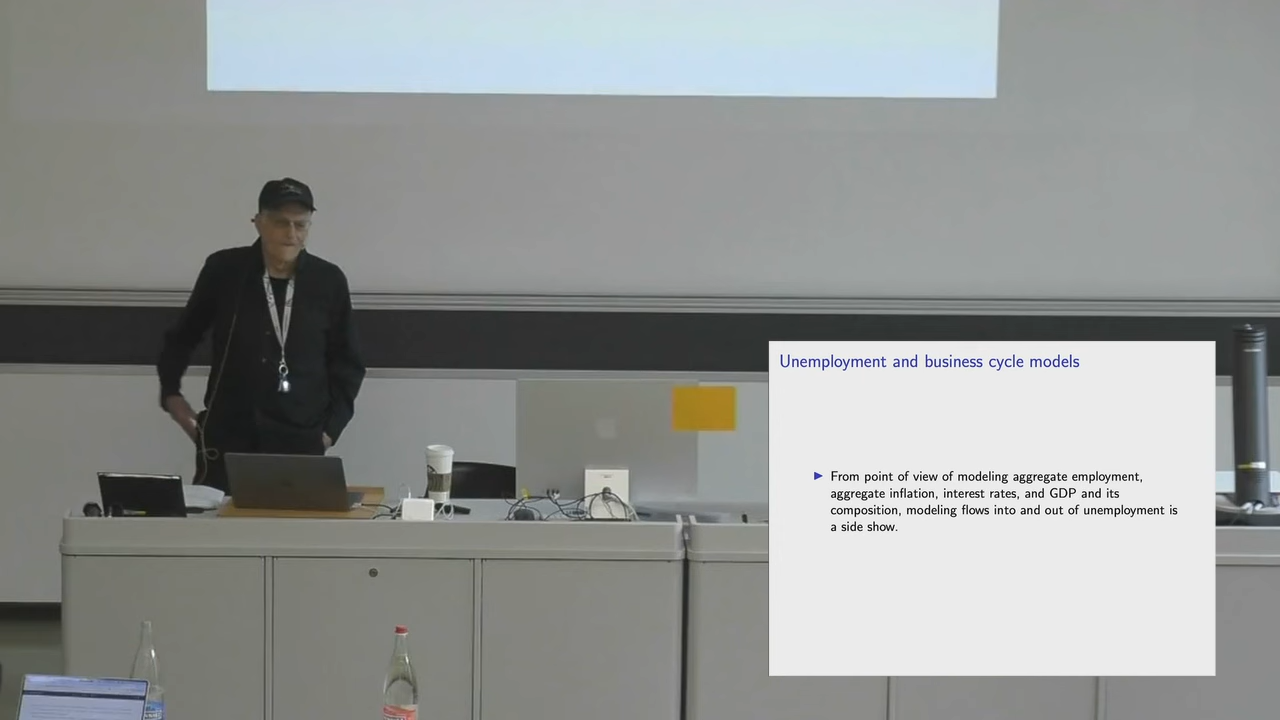 Unemployment and business cycle models
From point of view of modeling aggregate employment,
aggregate inflation, interest rates, and GDP and its
composition, modeling flows into and out of unemployment is
a side show.